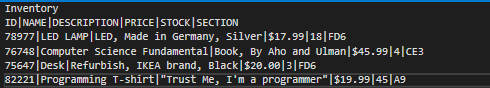 Inventory
ID|NAME|DESCRIPTION|PRICE|STOCK|SECTION
78977|LED LAMP|LED, Made in Germany, Silver|$17.99|18|FD6
76748|Computer Science Fundamental|Book, By Aho and Ulman|$45.99|4|CE3
75647|Desk|Refurbish, IKEA brand, Black|$20.00|3|FD6
82221|Programming T-shirt|"Trust Me, I'm a programmer"|$19.99|45|A9